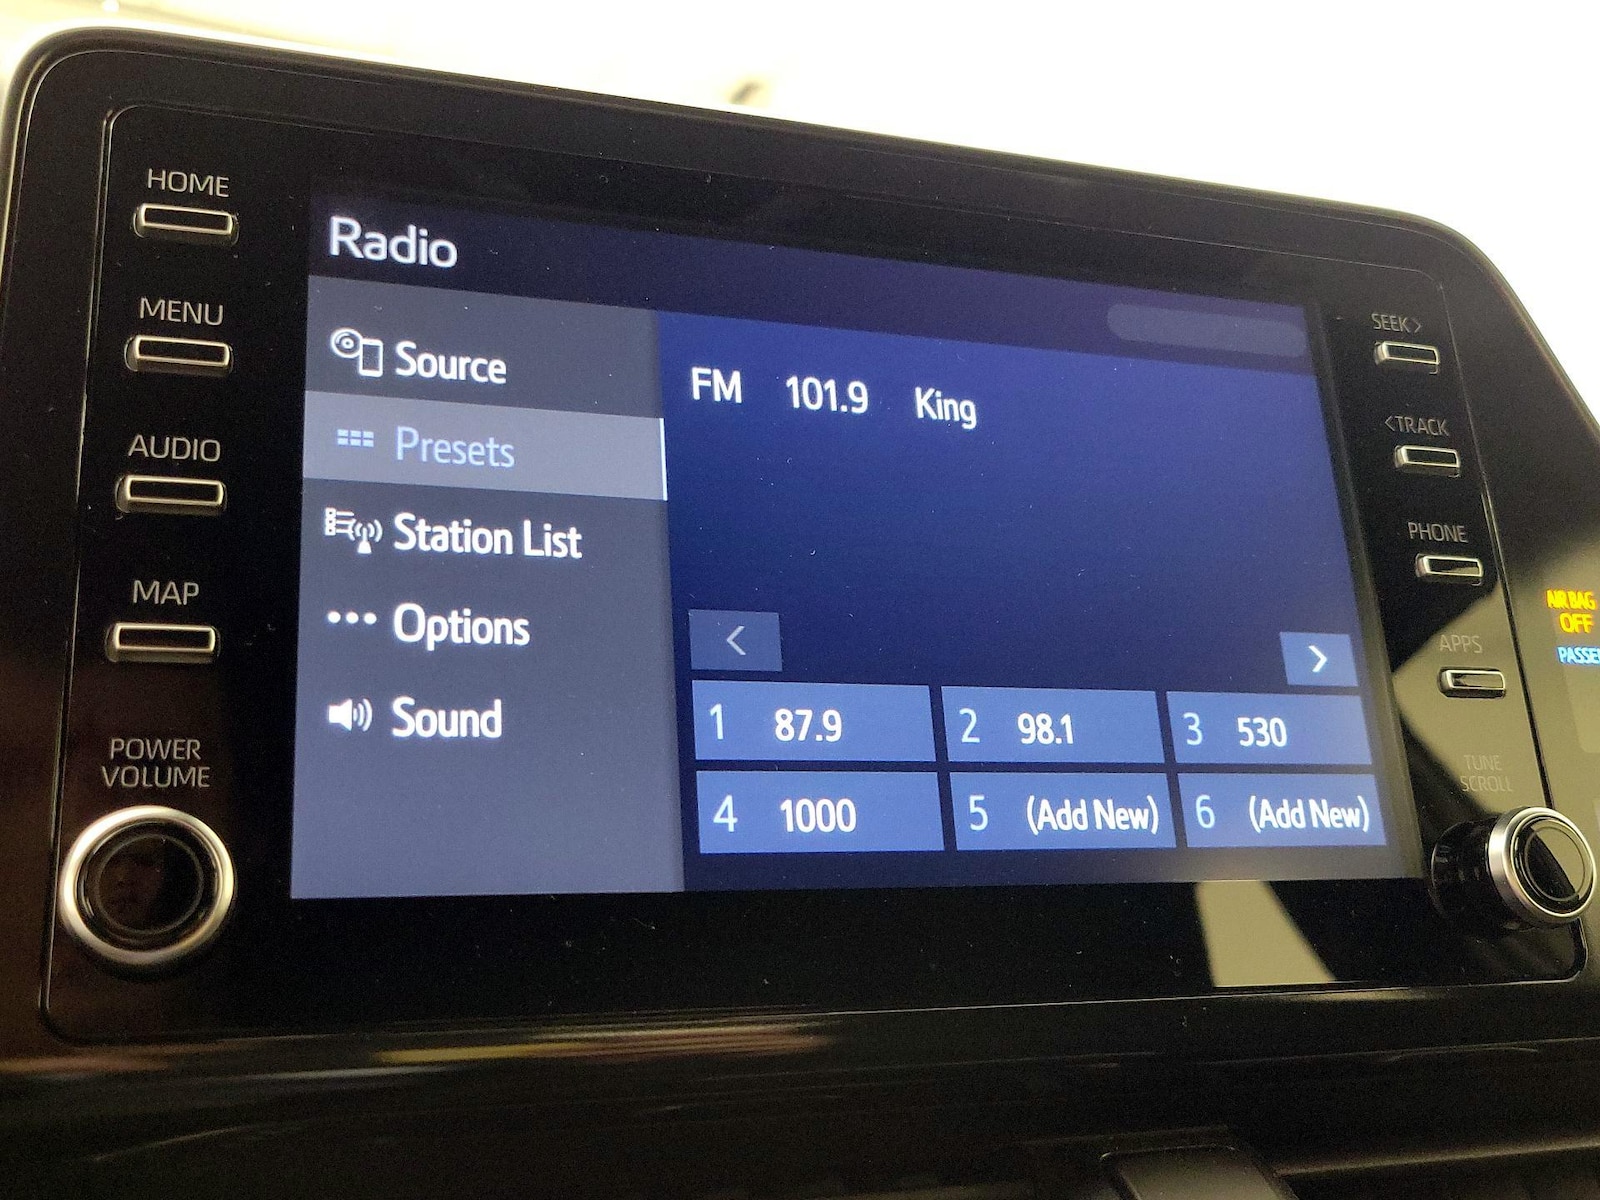 HOME
MENU
AUDIO
MAP
POWER
VOLUME
Radio
Source
Presets
Station List
Options
Sound
FM 101.9 King
<
>
1 87.9
2 98.1
3 530
4 1000
5 (Add New)
6 (Add New)
SEEK>
<TRACK
PHONE
APPS
TUNE
SCROLL
AIR BAG
OFF